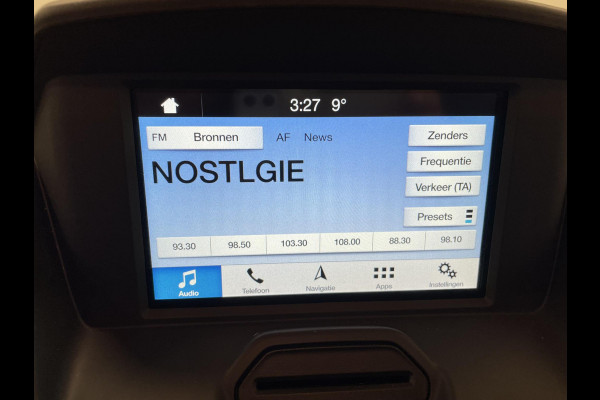 3:27 9°
FM Bronnen AF News Zenders
NOSTLGIE
Frequentie
Verkeer (TA)
Presets
93.30 98.50 103.30 108.00 88.30 98.10
Audio Telefoon Navigatie Apps Instellingen